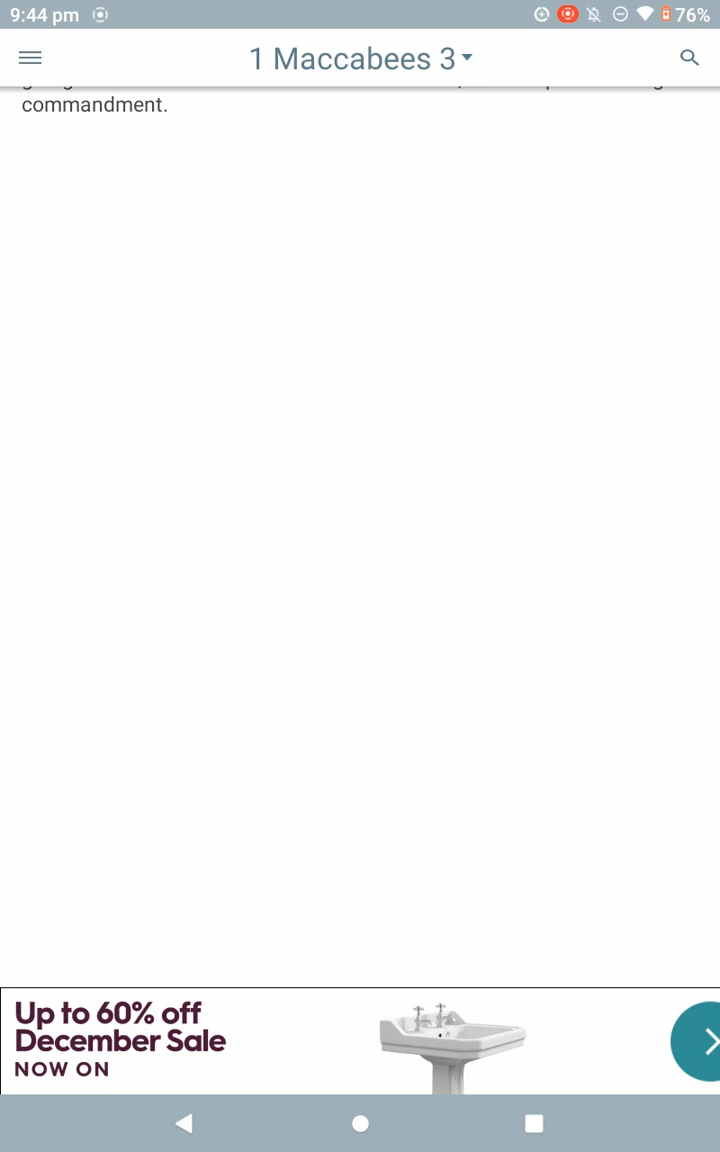 9:44 pm
76%
1 Maccabees 3
commandment.
Up to 60% off
December Sale
NOW ON